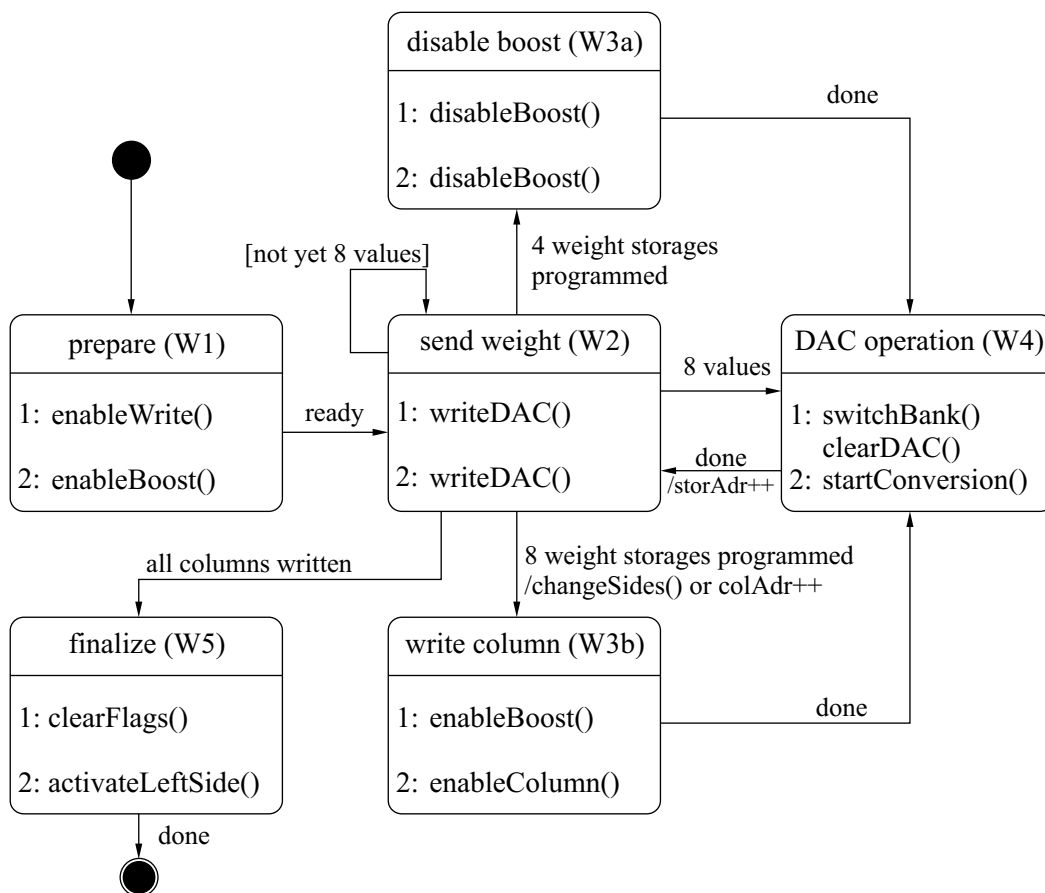 disable boost (W3a)
1: disableBoost()
2: disableBoost()
done
[not yet 8 values]
4 weight storages
programmed
prepare (W1)
1: enableWrite()
2: enableBoost()
ready
send weight (W2)
1: writeDAC()
2: writeDAC()
8 values
done
/storAdr++
DAC operation (W4)
1: switchBank()
clearDAC()
2: startConversion()
all columns written
8 weight storages programmed
/changeSides() or colAdr++
finalize (W5)
1: clearFlags()
2: activateLeftSide()
done
write column (W3b)
1: enableBoost()
2: enableColumn()
done